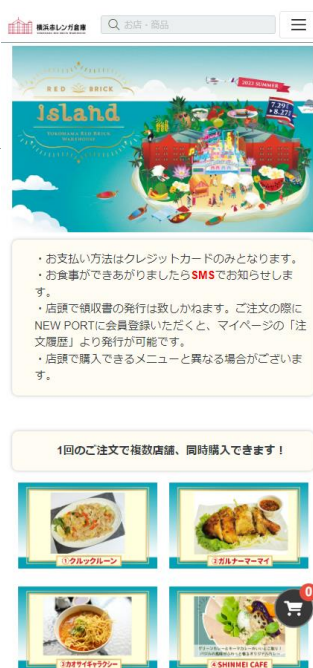 横浜赤レンガ倉庫
お店・商品
RED BRICK
Island
YOKOHAMA RED BRICK
WAREHOUSE
2023 SUMMER
7.29
8.27
・お支払い方法はクレジットカードのみとなります。
・お食事ができあがりましたらSMSでお知らせしま
す。
・店頭で領収書の発行は致しかねます。ご注文の際に
NEW PORTに会員登録いただくと、マイページの「注
文履歴」より発行が可能です。
・店頭で購入できるメニューと異なる場合がございま
す。
1回のご注文で複数店舗、同時購入できます！
①クルックルーン
②ガルナーマーマイ
③カオサイギャラクシー
④SHINMEI CAFE
0